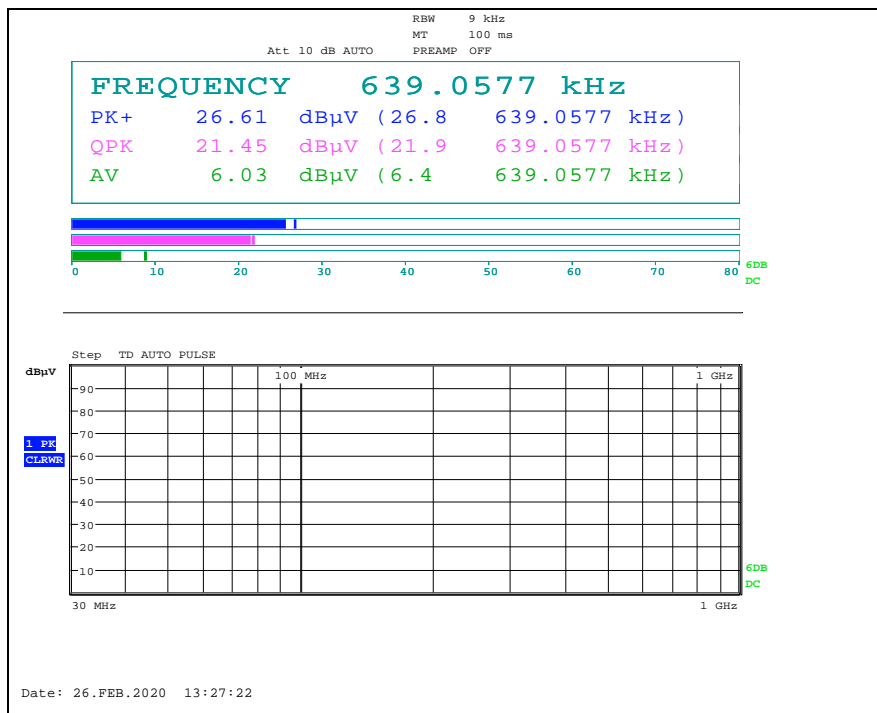 RBW 9 kHz
MT 100 ms
Att 10 dB AUTO PREAMP OFF
FREQUENCY 639.0577 kHz
PK+ 26.61 dBµV (26.8 639.0577 kHz)
QPK 21.45 dBµV (21.9 639.0577 kHz)
AV 6.03 dBµV (6.4 639.0577 kHz)
0 10 20 30 40 50 60 70 80
6DB
DC
Step TD AUTO PULSE
dBµV
100 MHz 1 GHz
90
80
70
1 PK
CLRWR
60
50
40
30
20
10
6DB
DC
30 MHz 1 GHz
Date: 26.FEB.2020 13:27:22